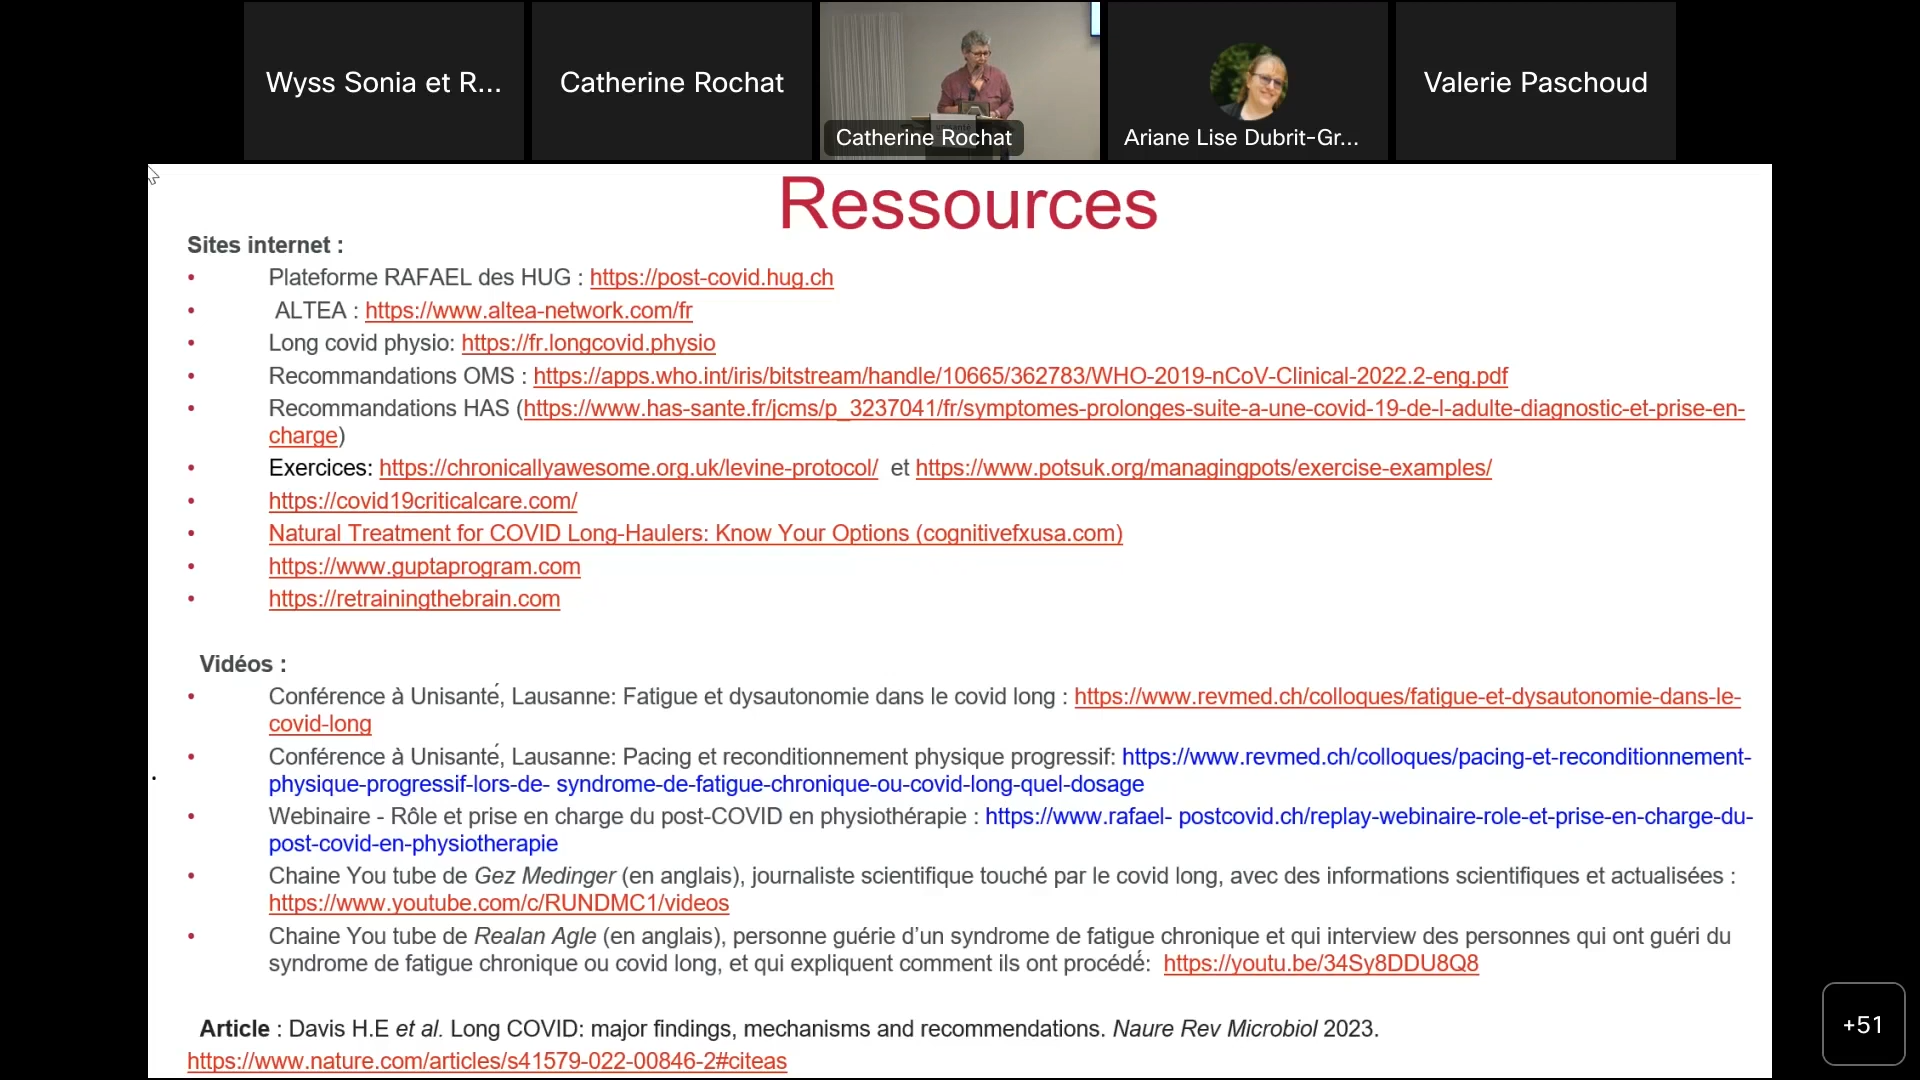 Wyss Sonia et R...
Catherine Rochat
Catherine Rochat
Ariane Lise Dubrit-Gr...
Valerie Paschoud
Ressources
Sites internet :
• Plateforme RAFAEL des HUG : https://post-covid.hug.ch
• ALTEA : https://www.altea-network.com/fr
• Long covid physio: https://fr.longcovid.physio
• Recommandations OMS : https://apps.who.int/iris/bitstream/handle/10665/362783/WHO-2019-nCoV-Clinical-2022.2-eng.pdf
• Recommandations HAS (https://www.has-sante.fr/jcms/p_3237041/fr/symptomes-prolonges-suite-a-une-covid-19-de-l-adulte-diagnostic-et-prise-en-
charge)
• Exercices: https://chronicallyawesome.org.uk/levine-protocol/ et https://www.potsuk.org/managingpots/exercise-examples/
• https://covid19criticalcare.com/
• Natural Treatment for COVID Long-Haulers: Know Your Options (cognitivefxusa.com)
• https://www.guptaprogram.com
• https://retrainingthebrain.com
Vidéos :
• Conférence à Unisanté, Lausanne: Fatigue et dysautonomie dans le covid long : https://www.revmed.ch/colloques/fatigue-et-dysautonomie-dans-le-
covid-long
• Conférence à Unisanté, Lausanne: Pacing et reconditionnement physique progressif: https://www.revmed.ch/colloques/pacing-et-reconditionnement-
physique-progressif-lors-de- syndrome-de-fatigue-chronique-ou-covid-long-quel-dosage
• Webinaire - Rôle et prise en charge du post-COVID en physiothérapie : https://www.rafael- postcovid.ch/replay-webinaire-role-et-prise-en-charge-du-
post-covid-en-physiotherapie
• Chaine You tube de Gez Medinger (en anglais), journaliste scientifique touché par le covid long, avec des informations scientifiques et actualisées :
https://www.youtube.com/c/RUNDMC1/videos
• Chaine You tube de Realan Agle (en anglais), personne guérie d’un syndrome de fatigue chronique et qui interview des personnes qui ont guéri du
syndrome de fatigue chronique ou covid long, et qui expliquent comment ils ont procédé: https://youtu.be/34Sy8DDU8Q8
Article : Davis H.E et al. Long COVID: major findings, mechanisms and recommendations. Naure Rev Microbiol 2023.
https://www.nature.com/articles/s41579-022-00846-2#citeas
+51